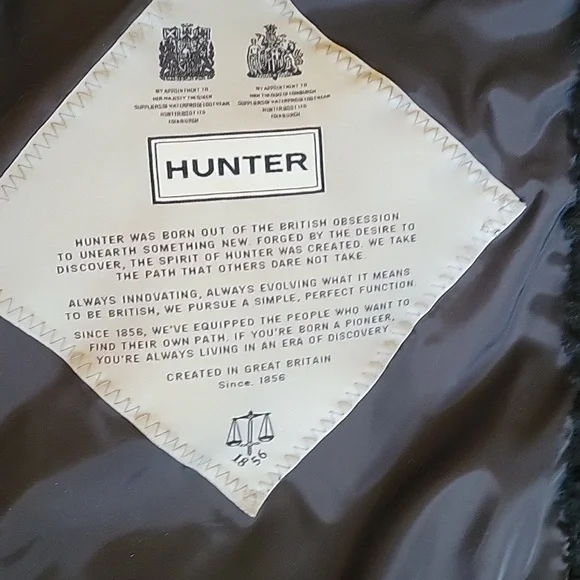 BY APPOINTMENT TO
HER MAJESTY THE QUEEN
SUPPLIERS OF WATERPROOF FOOTWEAR
HUNTER BOOT LTD
EDINBURGH
BY APPOINTMENT TO
HRH THE DUKE OF EDINBURGH
SUPPLIERS OF WATERPROOF FOOTWEAR
HUNTER BOOT LTD
EDINBURGH
HUNTER
HUNTER WAS BORN OUT OF THE BRITISH OBSESSION
TO UNEARTH SOMETHING NEW. FORGED BY THE DESIRE TO
DISCOVER, THE SPIRIT OF HUNTER WAS CREATED. WE TAKE
THE PATH THAT OTHERS DARE NOT TAKE.
ALWAYS INNOVATING, ALWAYS EVOLVING WHAT IT MEANS
TO BE BRITISH, WE PURSUE A SIMPLE, PERFECT FUNCTION.
SINCE 1856, WE'VE EQUIPPED THE PEOPLE WHO WANT TO
FIND THEIR OWN PATH. IF YOU'RE BORN A PIONEER,
YOU'RE ALWAYS LIVING IN AN ERA OF DISCOVERY.
CREATED IN GREAT BRITAIN
Since. 1856
1856